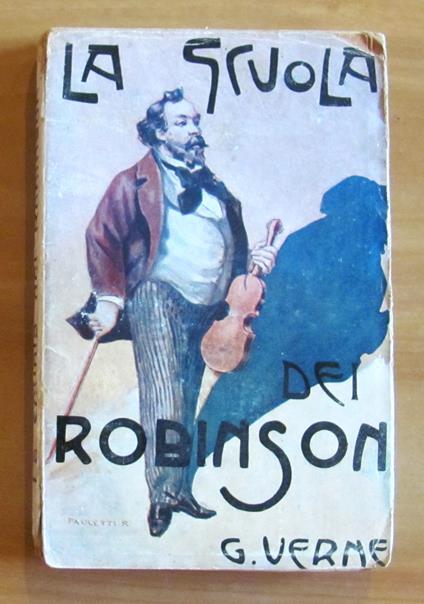 LA SCUOLA
DEI
ROBINSON
PAULETTI. R.
G. VERNE